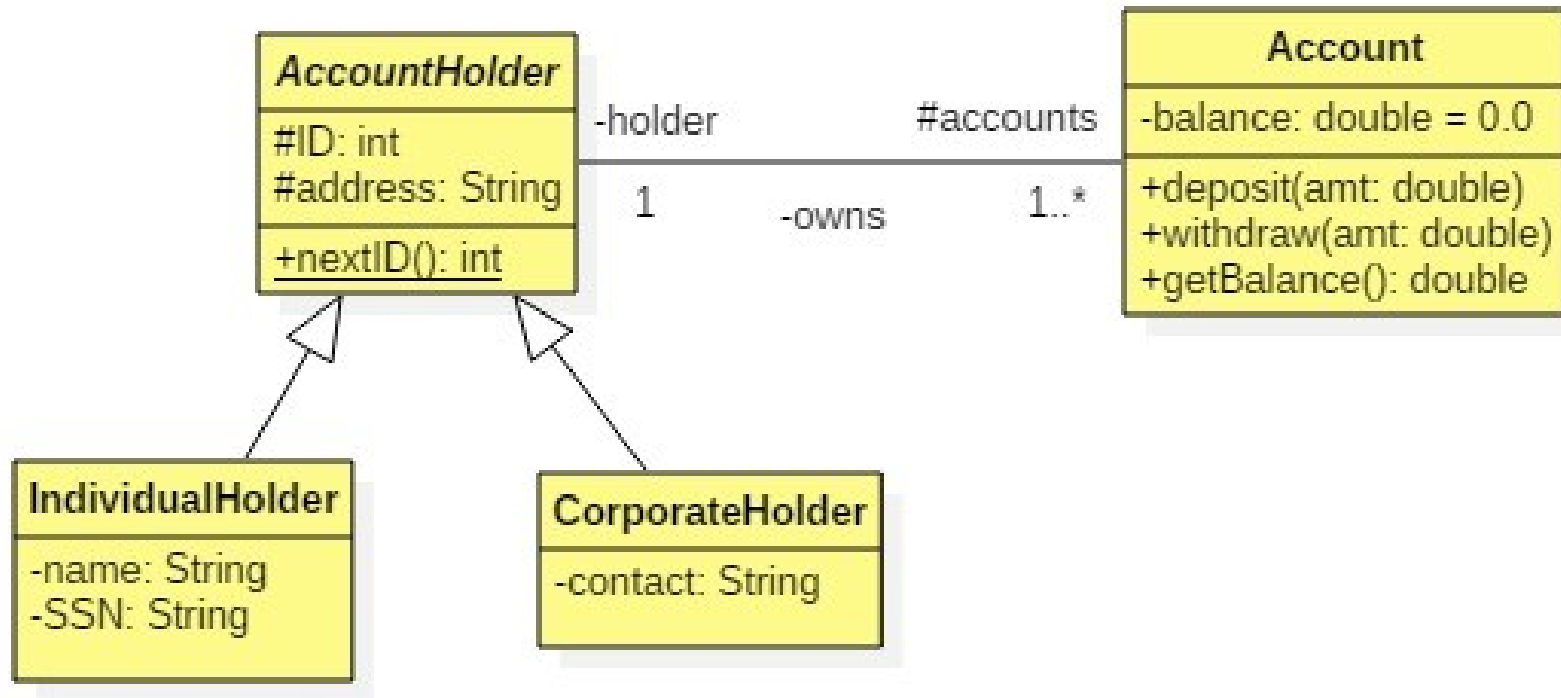 AccountHolder
#ID: int
#address: String
+nextID(): int
-holder
1
-owns
#accounts
1..*
Account
-balance: double = 0.0
+deposit(amt: double)
+withdraw(amt: double)
+getBalance(): double
IndividualHolder
-name: String
-SSN: String
CorporateHolder
-contact: String